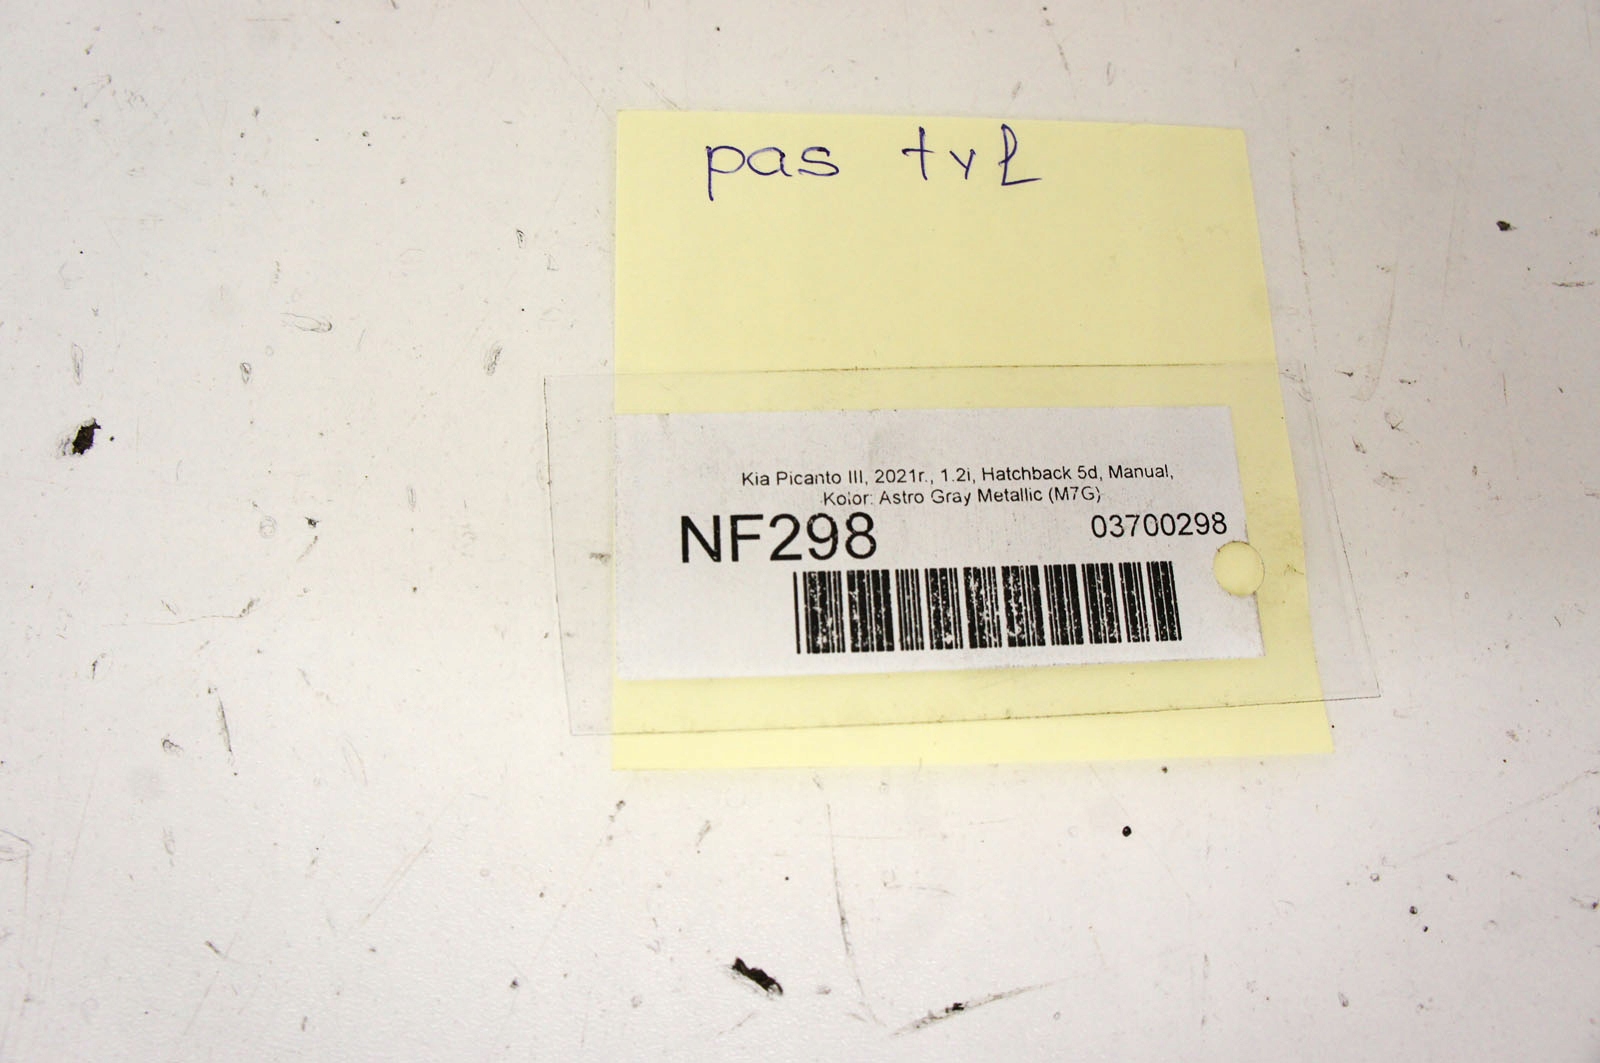 pas tył
Kia Picanto III, 2021r., 1.2i, Hatchback 5d, Manual,
Kolor: Astro Gray Metallic (M7G)
NF298
03700298